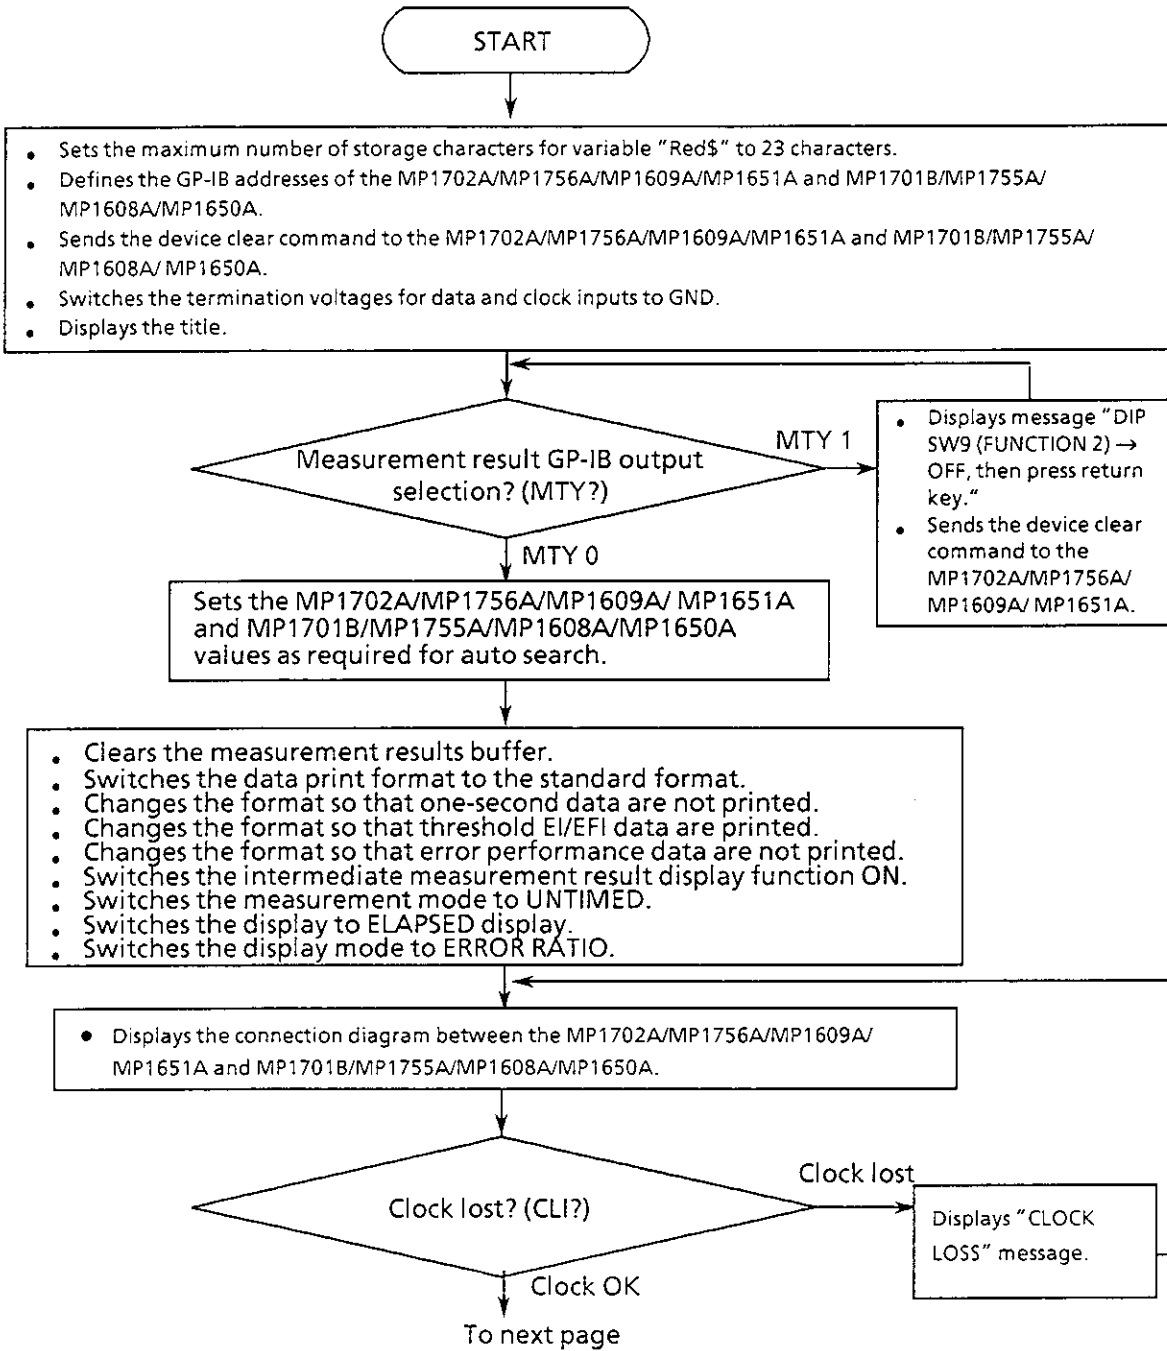 START
• Sets the maximum number of storage characters for variable "Red$" to 23 characters.
• Defines the GP-IB addresses of the MP1702A/MP1756A/MP1609A/MP1651A and MP1701B/MP1755A/
MP1608A/MP1650A.
• Sends the device clear command to the MP1702A/MP1756A/MP1609A/MP1651A and MP1701B/MP1755A/
MP1608A/ MP1650A.
• Switches the termination voltages for data and clock inputs to GND.
• Displays the title.
Measurement result GP-IB output
selection? (MTY?)
MTY 1
• Displays message "DIP
SW9 (FUNCTION 2) →
OFF, then press return
key."
• Sends the device clear
command to the
MP1702A/MP1756A/
MP1609A/ MP1651A.
MTY 0
Sets the MP1702A/MP1756A/MP1609A/ MP1651A
and MP1701B/MP1755A/MP1608A/MP1650A
values as required for auto search.
• Clears the measurement results buffer.
• Switches the data print format to the standard format.
• Changes the format so that one-second data are not printed.
• Changes the format so that threshold EI/EFI data are printed.
• Changes the format so that error performance data are not printed.
• Switches the intermediate measurement result display function ON.
• Switches the measurement mode to UNTIMED.
• Switches the display to ELAPSED display.
• Switches the display mode to ERROR RATIO.
• Displays the connection diagram between the MP1702A/MP1756A/MP1609A/
MP1651A and MP1701B/MP1755A/MP1608A/MP1650A.
Clock lost? (CLI?)
Clock lost
Displays "CLOCK
LOSS" message.
Clock OK
To next page